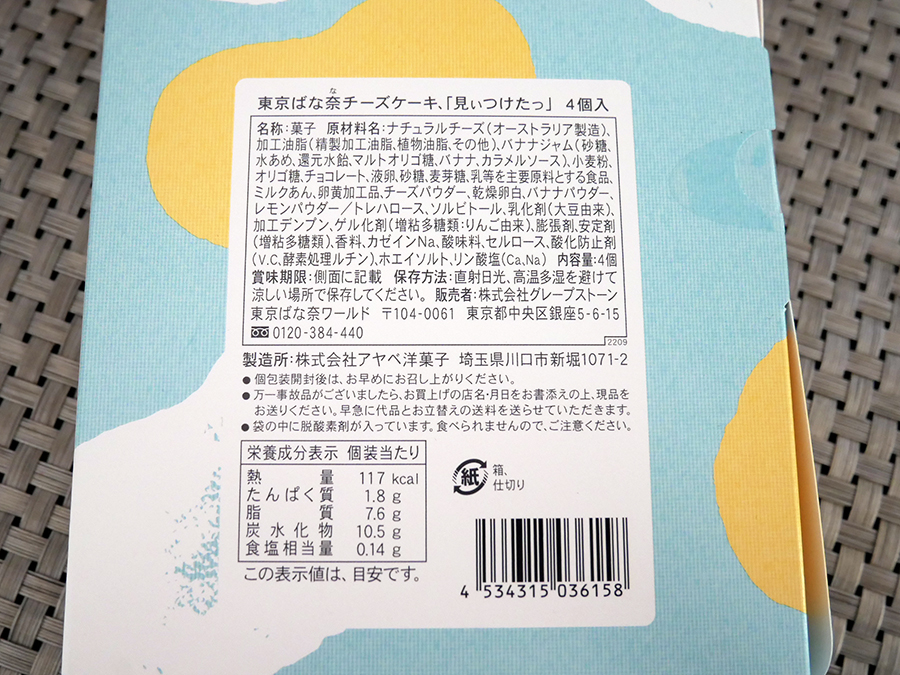 な
東京ばな奈チーズケーキ、「見ぃつけたっ」 4個入
名称:菓子 原材料名:ナチュラルチーズ(オーストラリア製造)、
加工油脂(精製加工油脂、植物油脂、その他)、バナナジャム(砂糖、
水あめ、還元水飴、マルトオリゴ糖、バナナ、カラメルソース)、小麦粉、
オリゴ糖、チョコレート、液卵、砂糖、麦芽糖、乳等を主要原料とする食品、
ミルクあん、卵黄加工品、チーズパウダー、乾燥卵白、バナナパウダー、
レモンパウダー/トレハロース、ソルビトール、乳化剤(大豆由来)、
加工デンプン、ゲル化剤(増粘多糖類:りんご由来)、膨張剤、安定剤
(増粘多糖類)、香料、カゼインNa、酸味料、セルロース、酸化防止剤
(V.C、酵素処理ルチン)、ホエイソルト、リン酸塩(Ca、Na) 内容量:4個
賞味期限:側面に記載 保存方法:直射日光、高温多湿を避けて
涼しい場所で保存してください。 販売者:株式会社グレープストーン
東京ばな奈ワールド 〒104-0061 東京都中央区銀座5-6-15
0120-384-440
2209
製造所:株式会社アヤベ洋菓子 埼玉県川口市新堀1071-2
● 個包装開封後は、お早めにお召し上がりください。
● 万一事故品がございましたら、お買上げの店名・月日をお書添えの上、現品を
お送りください。早急に代品とお立替えの送料を送らせていただきます。
● 袋の中に脱酸素剤が入っています。食べられませんので、ご注意ください。
栄養成分表示 個装当たり
熱量 117 kcal
たんぱく質 1.8 g
脂質 7.6 g
炭水化物 10.5 g
食塩相当量 0.14 g
この表示値は、目安です。
紙
箱、
仕切り
4 534315 036158